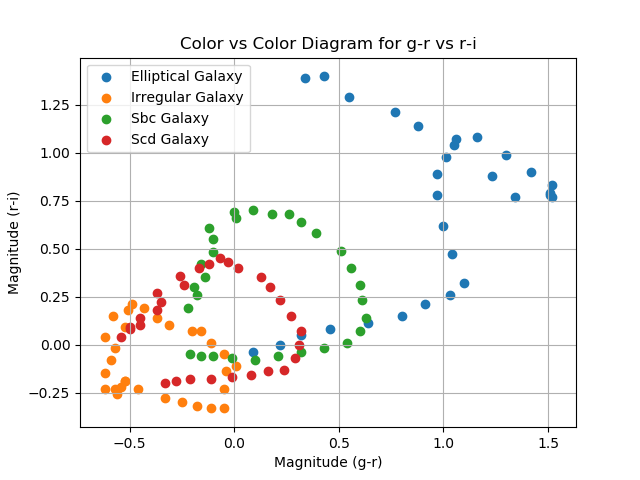 Color vs Color Diagram for g-r vs r-i
Elliptical Galaxy
Irregular Galaxy
Sbc Galaxy
Scd Galaxy
Magnitude (r-i)
1.25
1.00
0.75
0.50
0.25
0.00
−0.25
−0.5
0.0
0.5
1.0
1.5
Magnitude (g-r)